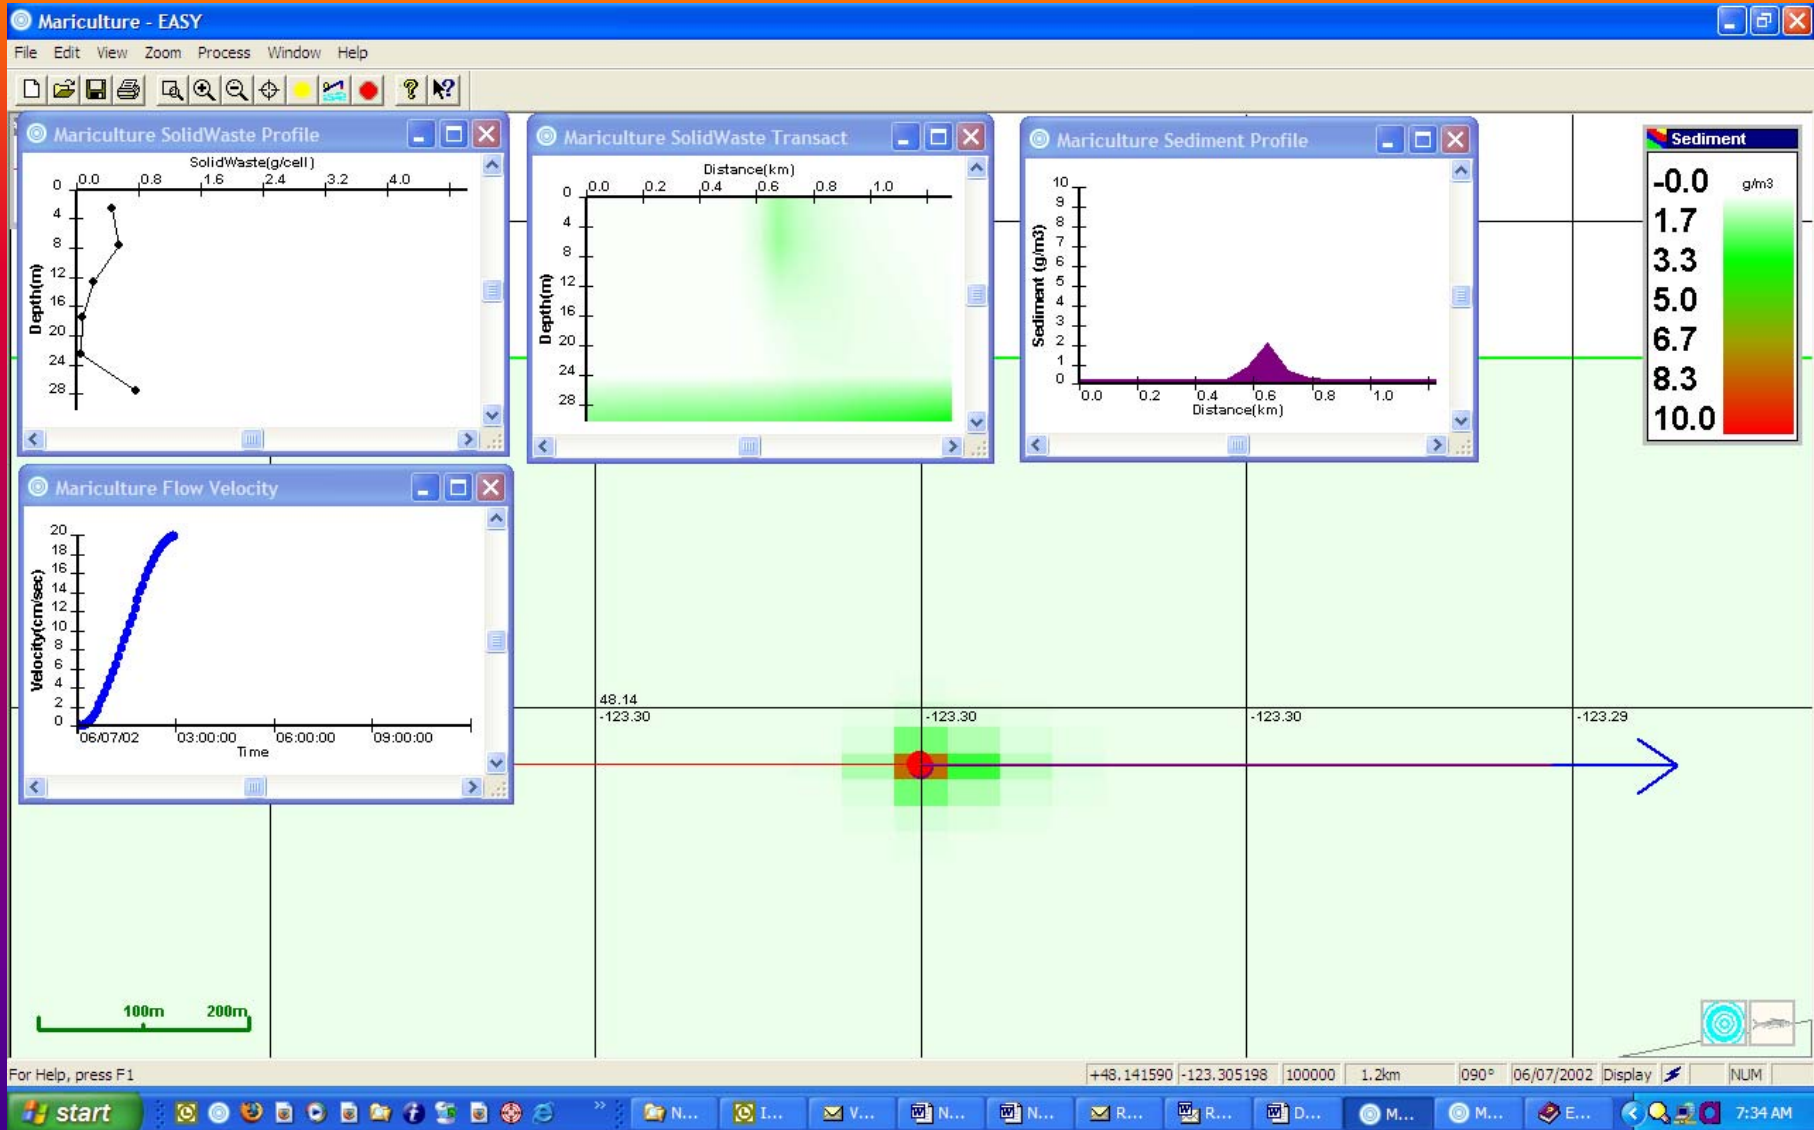 Mariculture - EASY
File Edit View Zoom Process Window Help
Mariculture SolidWaste Profile
SolidWaste(g/cell)
0.0 0.8 1.6 2.4 3.2 4.0
Depth(m)
0
4
8
12
16
20
24
28
Mariculture SolidWaste Transact
Distance(km)
0.0 0.2 0.4 0.6 0.8 1.0
Depth(m)
0
4
8
12
16
20
24
28
Mariculture Sediment Profile
Sediment (g/m3)
10
9
8
7
6
5
4
3
2
1
0
0.0 0.2 0.4 0.6 0.8 1.0
Distance(km)
Sediment
-0.0 g/m3
1.7
3.3
5.0
6.7
8.3
10.0
Mariculture Flow Velocity
Velocity(cm/sec)
20
18
16
14
12
10
8
6
4
2
0
06/07/02 03:00:00 06:00:00 09:00:00
Time
48.14
-123.30 -123.30 -123.30 -123.29
100m 200m
For Help, press F1 +48.141590 -123.305198 100000 1.2km 090° 06/07/2002 Display NUM
start N... I... V... N... N... R... R... D... M... M... E... 7:34 AM